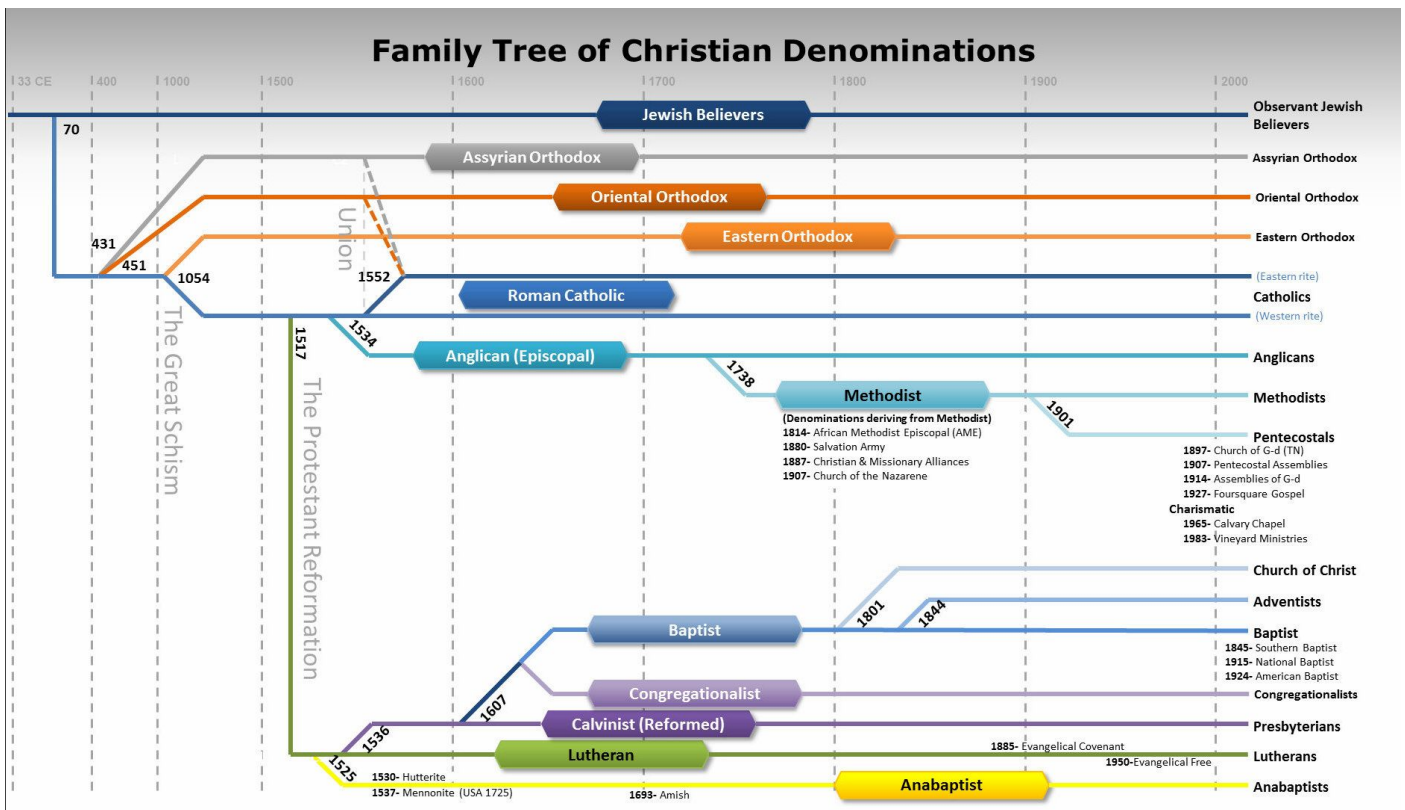 Family Tree of Christian Denominations
33 CE
400
1000
1500
1600
1700
1800
1900
2000
Jewish Believers
Observant Jewish
Believers
70
Assyrian Orthodox
Assyrian Orthodox
Oriental Orthodox
Oriental Orthodox
Union
431
Eastern Orthodox
Eastern Orthodox
451
1054
1552
(Eastern rite)
Roman Catholic
Catholics
(Western rite)
The Great Schism
1517
1534
Anglican (Episcopal)
Anglicans
The Protestant Reformation
1738
Methodist
Methodists
(Denominations deriving from Methodist)
1814- African Methodist Episcopal (AME)
1880- Salvation Army
1887- Christian & Missionary Alliances
1907- Church of the Nazarene
1901
Pentecostals
1897- Church of G-d (TN)
1907- Pentecostal Assemblies
1914- Assemblies of G-d
1927- Foursquare Gospel
Charismatic
1965- Calvary Chapel
1983- Vineyard Ministries
Church of Christ
1801
Adventists
1844
Baptist
Baptist
1845- Southern Baptist
1915- National Baptist
1924- American Baptist
Congregationalist
Congregationalists
1607
Calvinist (Reformed)
Presbyterians
1536
Lutheran
1885- Evangelical Covenant
1950-Evangelical Free
Lutherans
1525
1530- Hutterite
1537- Mennonite (USA 1725)
1693- Amish
Anabaptist
Anabaptists